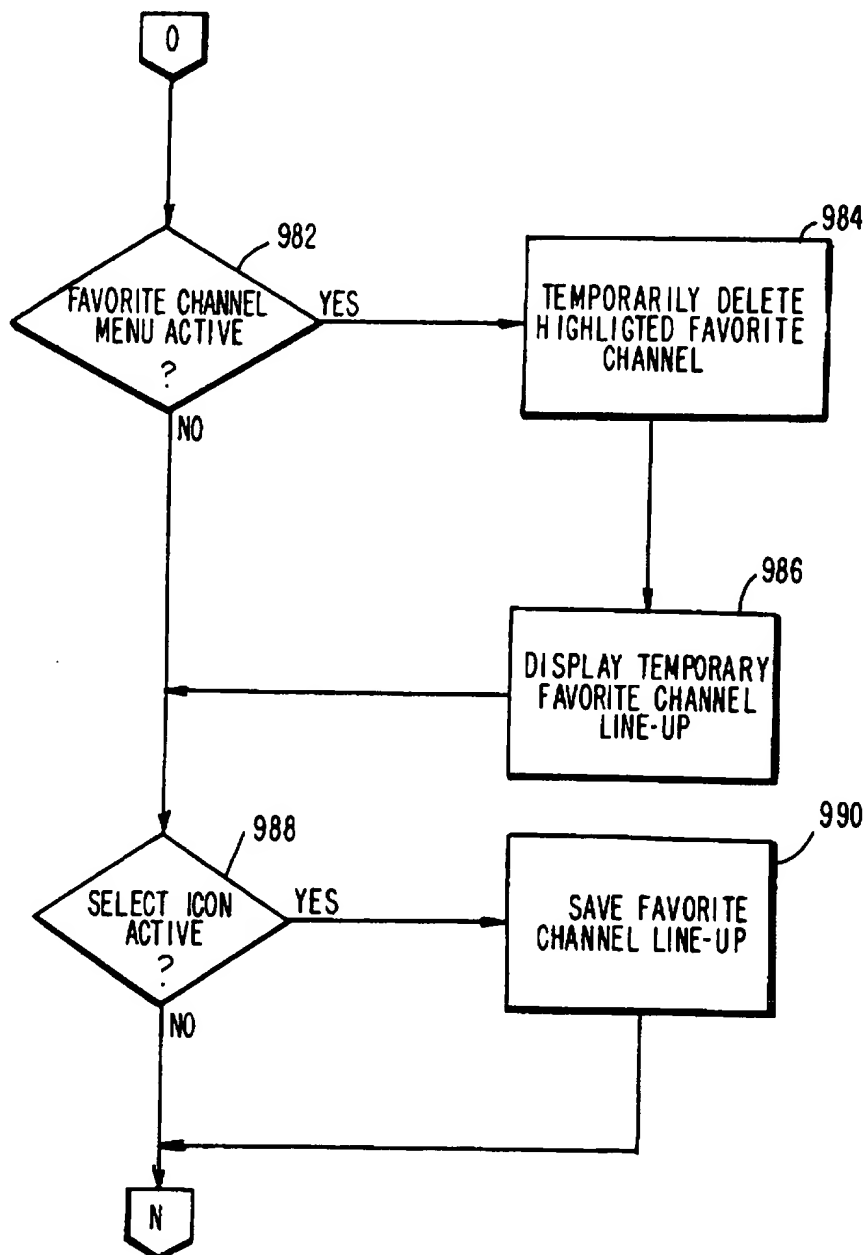 O
982
FAVORITE CHANNEL
MENU ACTIVE
?
YES
NO
984
TEMPORARILY DELETE
HIGHLIGTED FAVORITE
CHANNEL
986
DISPLAY TEMPORARY
FAVORITE CHANNEL
LINE-UP
988
SELECT ICON
ACTIVE
?
YES
NO
990
SAVE FAVORITE
CHANNEL LINE-UP
N